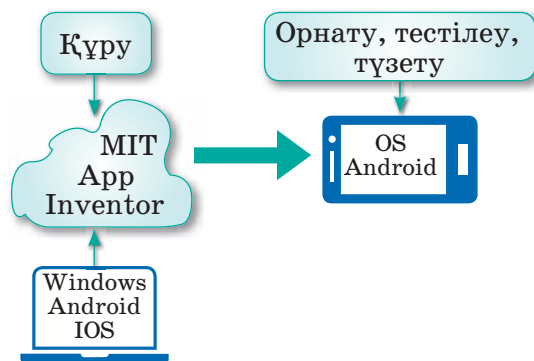 Құру
Орнату, тестілеу,
түзету
MIT
App
Inventor
OS
Android
Windows
Android
IOS